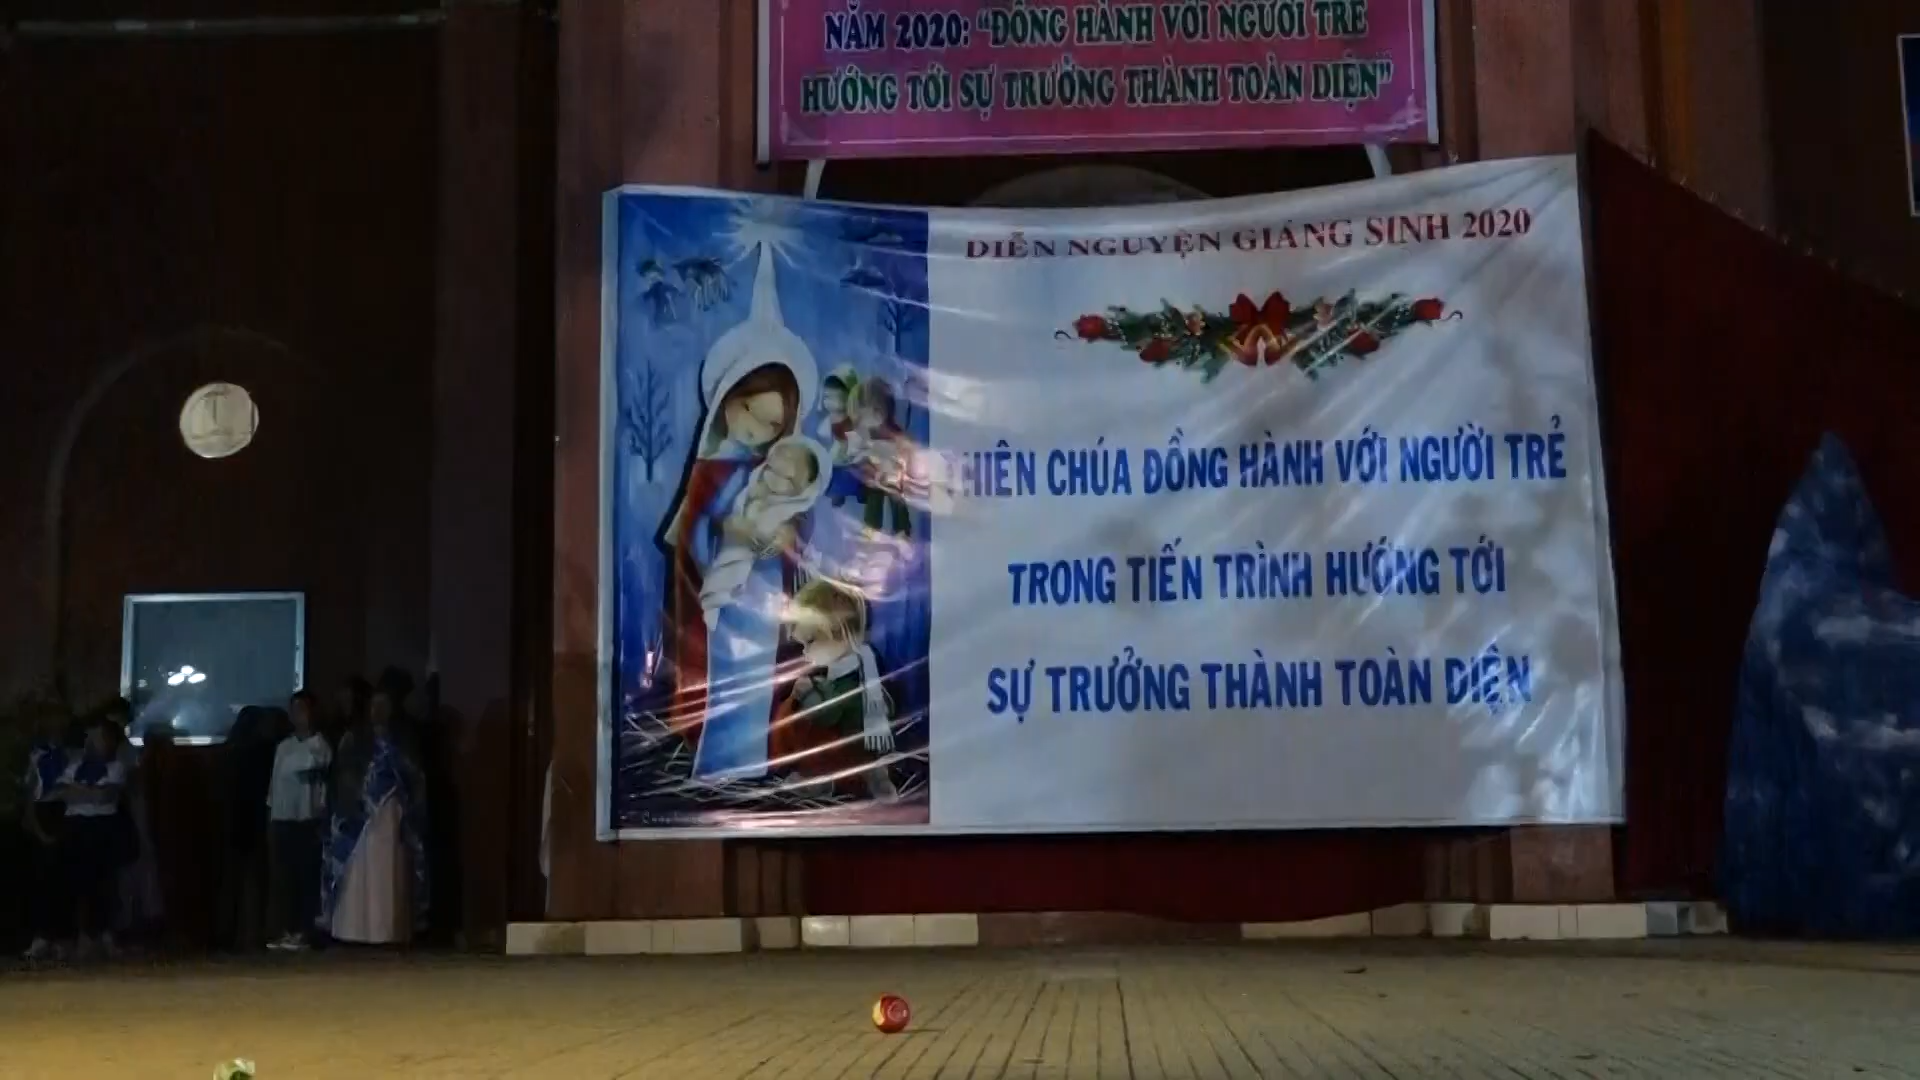 NĂM 2020: “ĐỒNG HÀNH VỚI NGƯỜI TRẺ
HƯỚNG TỚI SỰ TRƯỞNG THÀNH TOÀN DIỆN”
DIỄN NGUYỆN GIÁNG SINH 2020
HIÊN CHÚA ĐỒNG HÀNH VỚI NGƯỜI TRẺ
TRONG TIẾN TRÌNH HƯỚNG TỚI
SỰ TRƯỞNG THÀNH TOÀN DIỆN